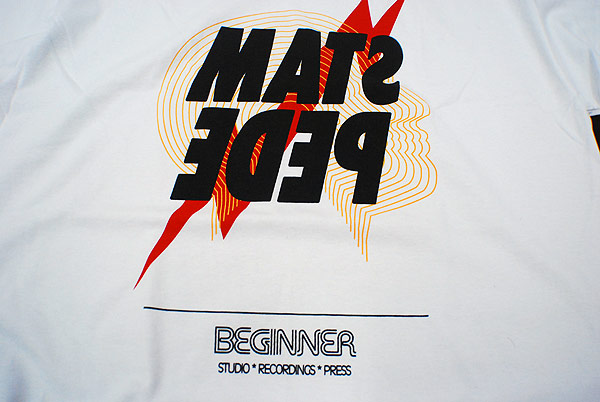 STAM
PEDE
BEGINNER
STUDIO * RECORDINGS * PRESS